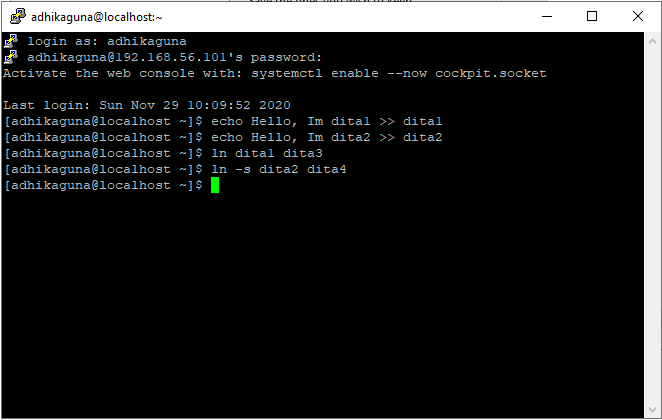 adhikaguna@localhost:~
login as: adhikaguna
adhikaguna@192.168.56.101's password:
Activate the web console with: systemctl enable --now cockpit.socket
Last login: Sun Nov 29 10:09:52 2020
[adhikaguna@localhost ~]$ echo Hello, Im dita1 >> dita1
[adhikaguna@localhost ~]$ echo Hello, Im dita2 >> dita2
[adhikaguna@localhost ~]$ ln dita1 dita3
[adhikaguna@localhost ~]$ ln -s dita2 dita4
[adhikaguna@localhost ~]$